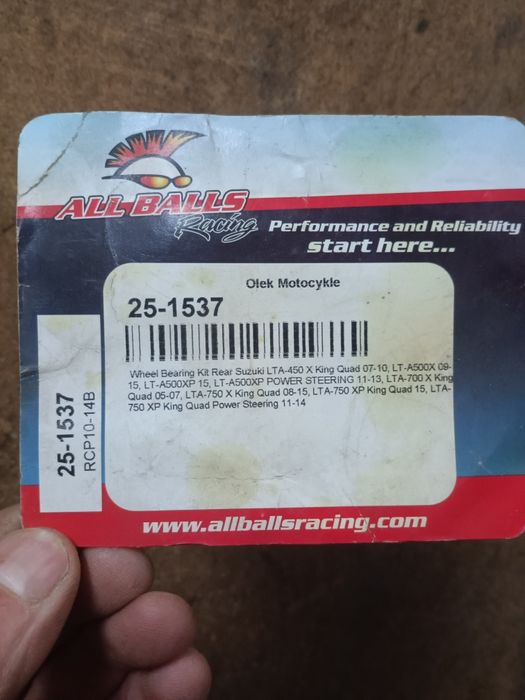 ALL BALLS
Racing
Performance and Reliability
start here...
Olek Motocykle
25-1537
Wheel Bearing Kit Rear Suzuki LTA-450 X King Quad 07-10, LT-A500X 09-
15, LT-A500XP 15, LT-A500XP POWER STEERING 11-13, LTA-700 X King
Quad 05-07, LTA-750 X King Quad 08-15, LTA-750 XP King Quad 15, LTA-
750 XP King Quad Power Steering 11-14
25-1537
RCP10-14B
www.allballsracing.com